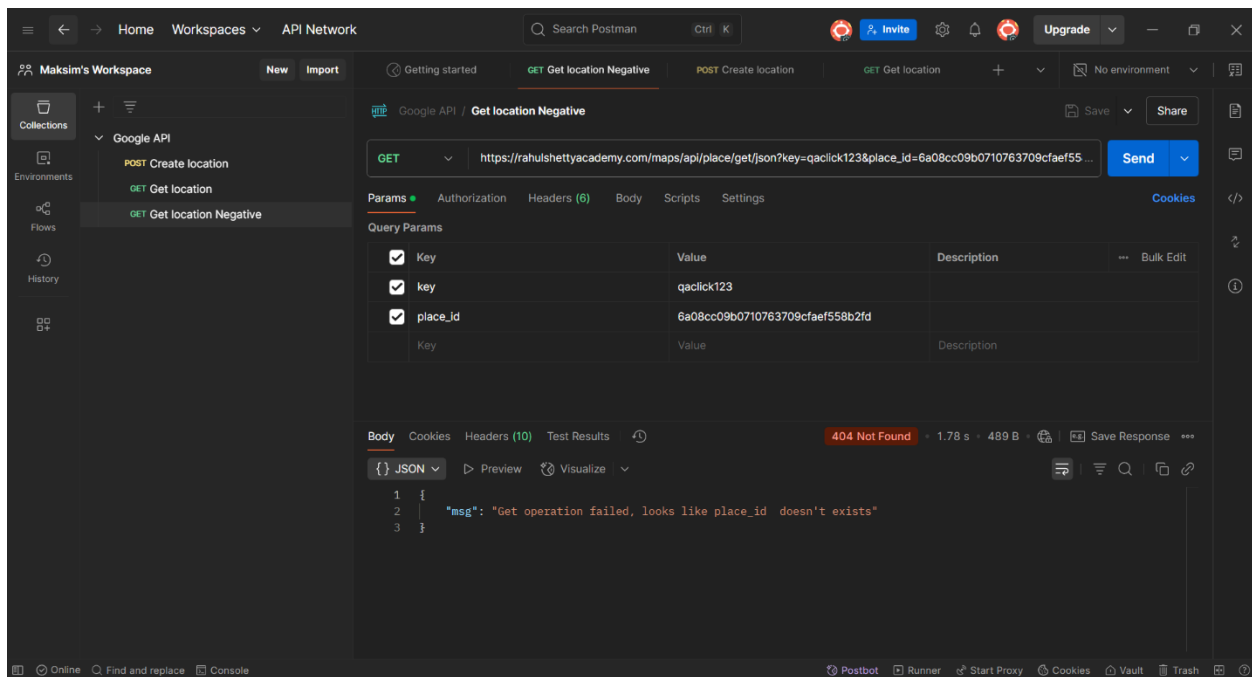 Home Workspaces API Network Search Postman Ctrl K Invite Upgrade
Maksim's Workspace New Import Getting started GET Get location Negative POST Create location GET Get location No environment
Collections
Environments
Flows
History
Google API
POST Create location
GET Get location
GET Get location Negative
HTTP Google API / Get location Negative Save Share
GET https://rahulshettyacademy.com/maps/api/place/get/json?key=qaclick123&place_id=6a08cc09b0710763709cfaef55... Send
Params Authorization Headers (6) Body Scripts Settings Cookies
Query Params
Key Value Description ••• Bulk Edit
key qaclick123
place_id 6a08cc09b0710763709cfaef558b2fd
Key Value Description
Body Cookies Headers (10) Test Results 404 Not Found • 1.78 s • 489 B e.g. Save Response •••
{} JSON Preview Visualize
1 {
2 "msg": "Get operation failed, looks like place_id  doesn't exists"
3 }
Online Find and replace Console Postbot Runner Start Proxy Cookies Vault Trash